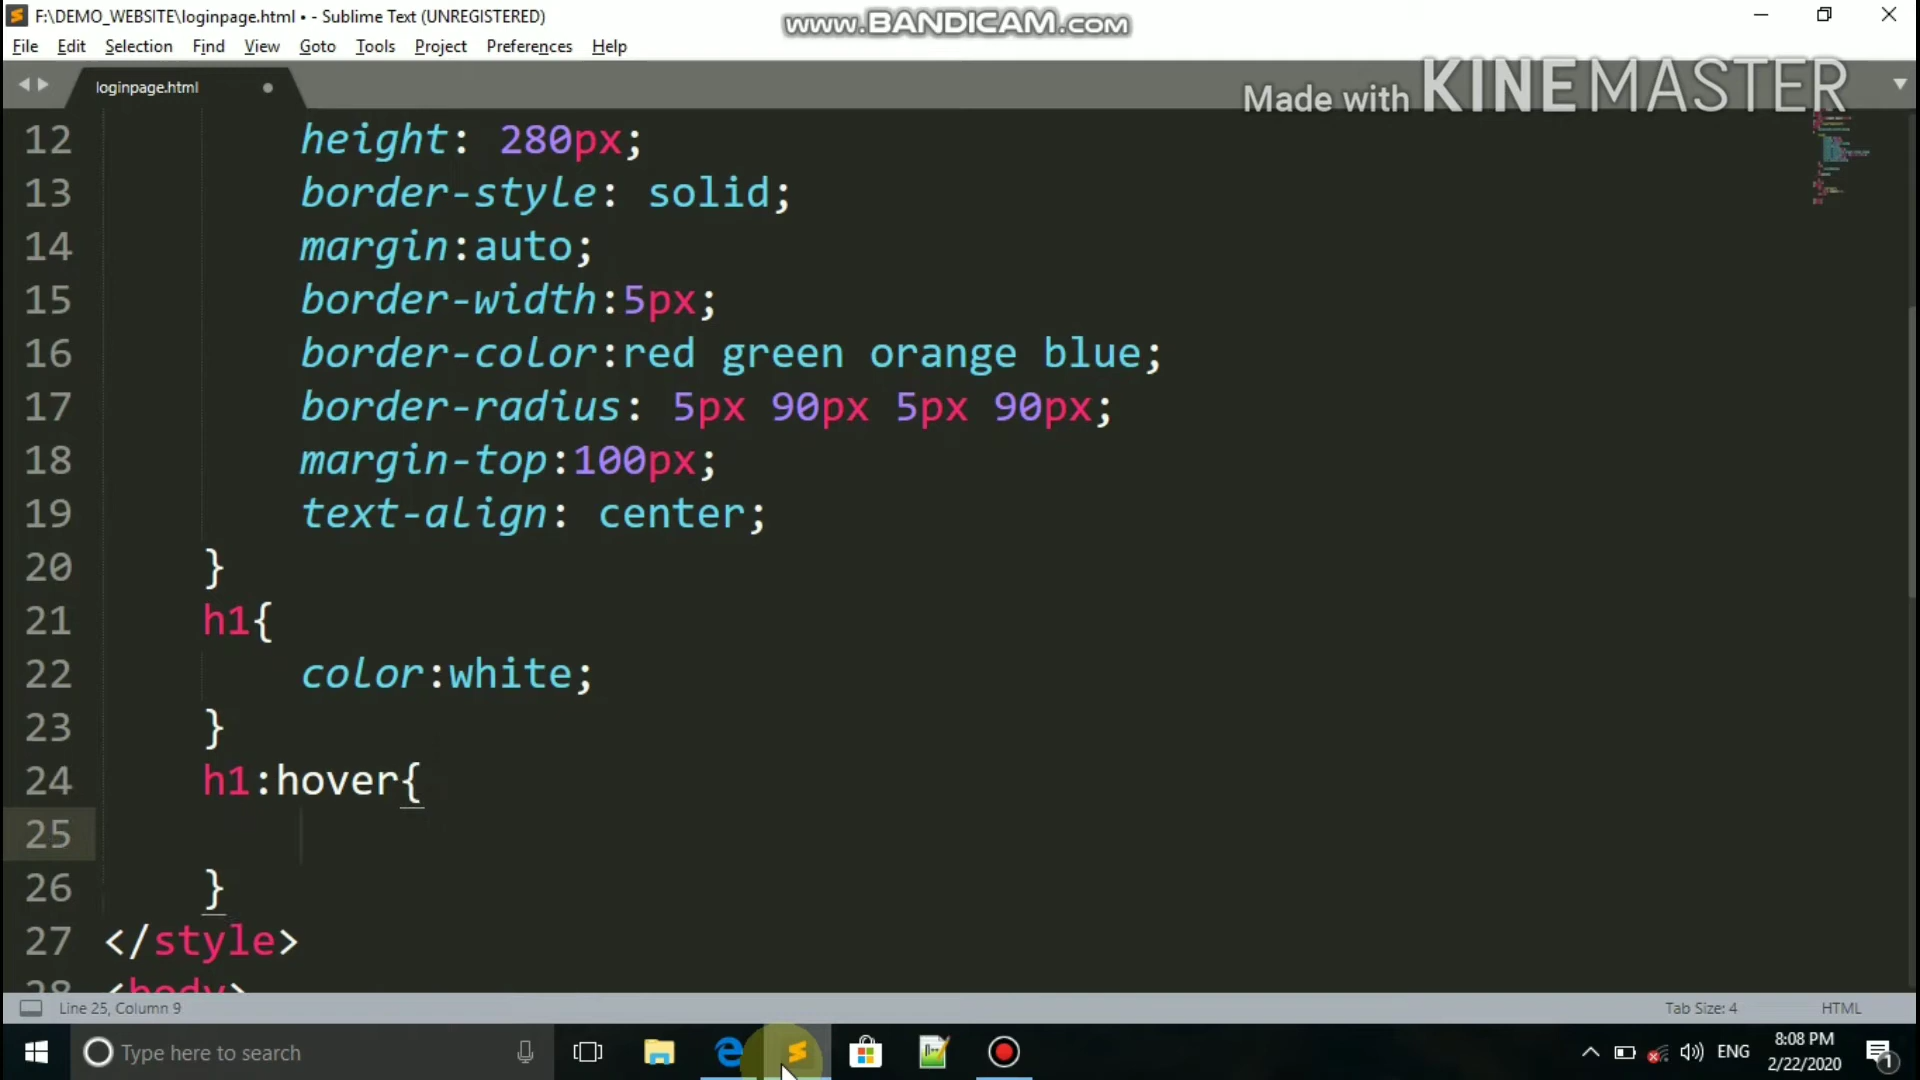 F:\DEMO_WEBSITE\loginpage.html • - Sublime Text (UNREGISTERED)
www.BANDICAM.com
File Edit Selection Find View Goto Tools Project Preferences Help
loginpage.html
Made with KINEMASTER
12 height: 280px;
13 border-style: solid;
14 margin:auto;
15 border-width:5px;
16 border-color:red green orange blue;
17 border-radius: 5px 90px 5px 90px;
18 margin-top:100px;
19 text-align: center;
20 }
21 h1{
22 color:white;
23 }
24 h1:hover{
25
26 }
27 </style>
28 <body>
Line 25, Column 9
Tab Size: 4
HTML
Type here to search
ENG
8:08 PM
2/22/2020
1